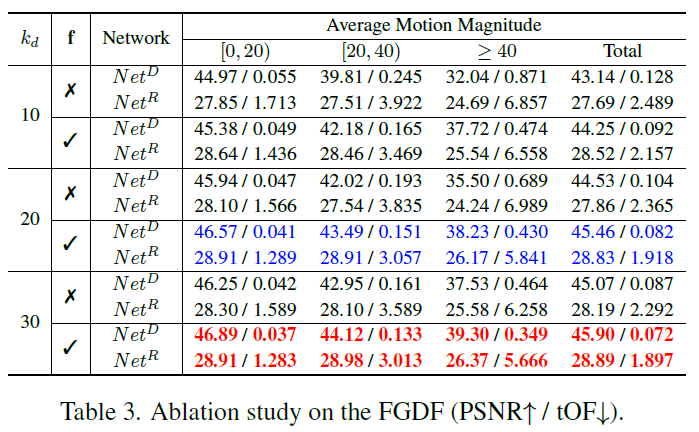 k_d f Network Average Motion Magnitude
[0, 20) [20, 40) ≥ 40 Total
10 ✗ Net^D 44.97 / 0.055 39.81 / 0.245 32.04 / 0.871 43.14 / 0.128
Net^R 27.85 / 1.713 27.51 / 3.922 24.69 / 6.857 27.69 / 2.489
✓ Net^D 45.38 / 0.049 42.18 / 0.165 37.72 / 0.474 44.25 / 0.092
Net^R 28.64 / 1.436 28.46 / 3.469 25.54 / 6.558 28.52 / 2.157
20 ✗ Net^D 45.94 / 0.047 42.02 / 0.193 35.50 / 0.689 44.53 / 0.104
Net^R 28.10 / 1.566 27.54 / 3.835 24.24 / 6.989 27.86 / 2.365
✓ Net^D 46.57 / 0.041 43.49 / 0.151 38.23 / 0.430 45.46 / 0.082
Net^R 28.91 / 1.289 28.91 / 3.057 26.17 / 5.841 28.83 / 1.918
30 ✗ Net^D 46.25 / 0.042 42.95 / 0.161 37.53 / 0.464 45.07 / 0.087
Net^R 28.30 / 1.589 28.10 / 3.589 25.58 / 6.258 28.19 / 2.292
✓ Net^D 46.89 / 0.037 44.12 / 0.133 39.30 / 0.349 45.90 / 0.072
Net^R 28.91 / 1.283 28.98 / 3.013 26.37 / 5.666 28.89 / 1.897
Table 3. Ablation study on the FGDF (PSNR↑ / tOF↓).